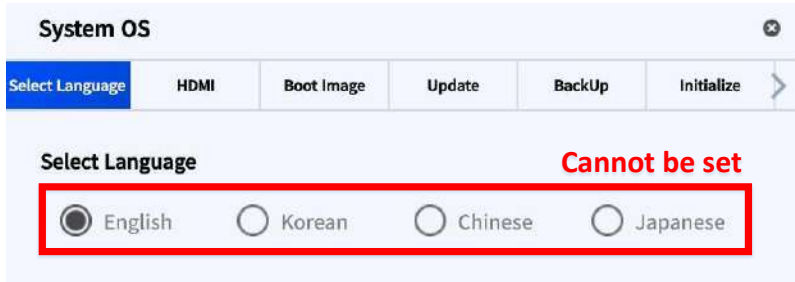 System OS
Select Language HDMI Boot Image Update BackUp Initialize
Select Language Cannot be set
English Korean Chinese Japanese